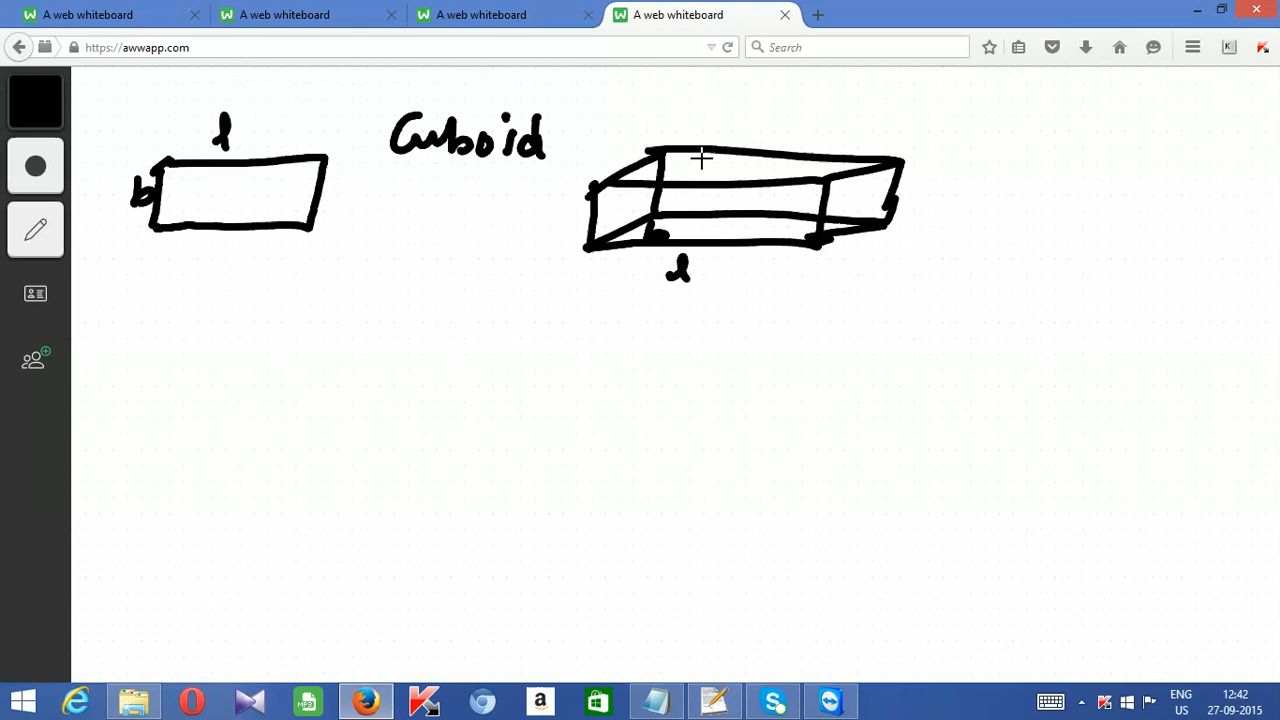 A web whiteboard
A web whiteboard
A web whiteboard
A web whiteboard
https://awwapp.com
Search
K
l
Cuboid
b
b
l
MP3
a
ENG
US
12:42
27-09-2015